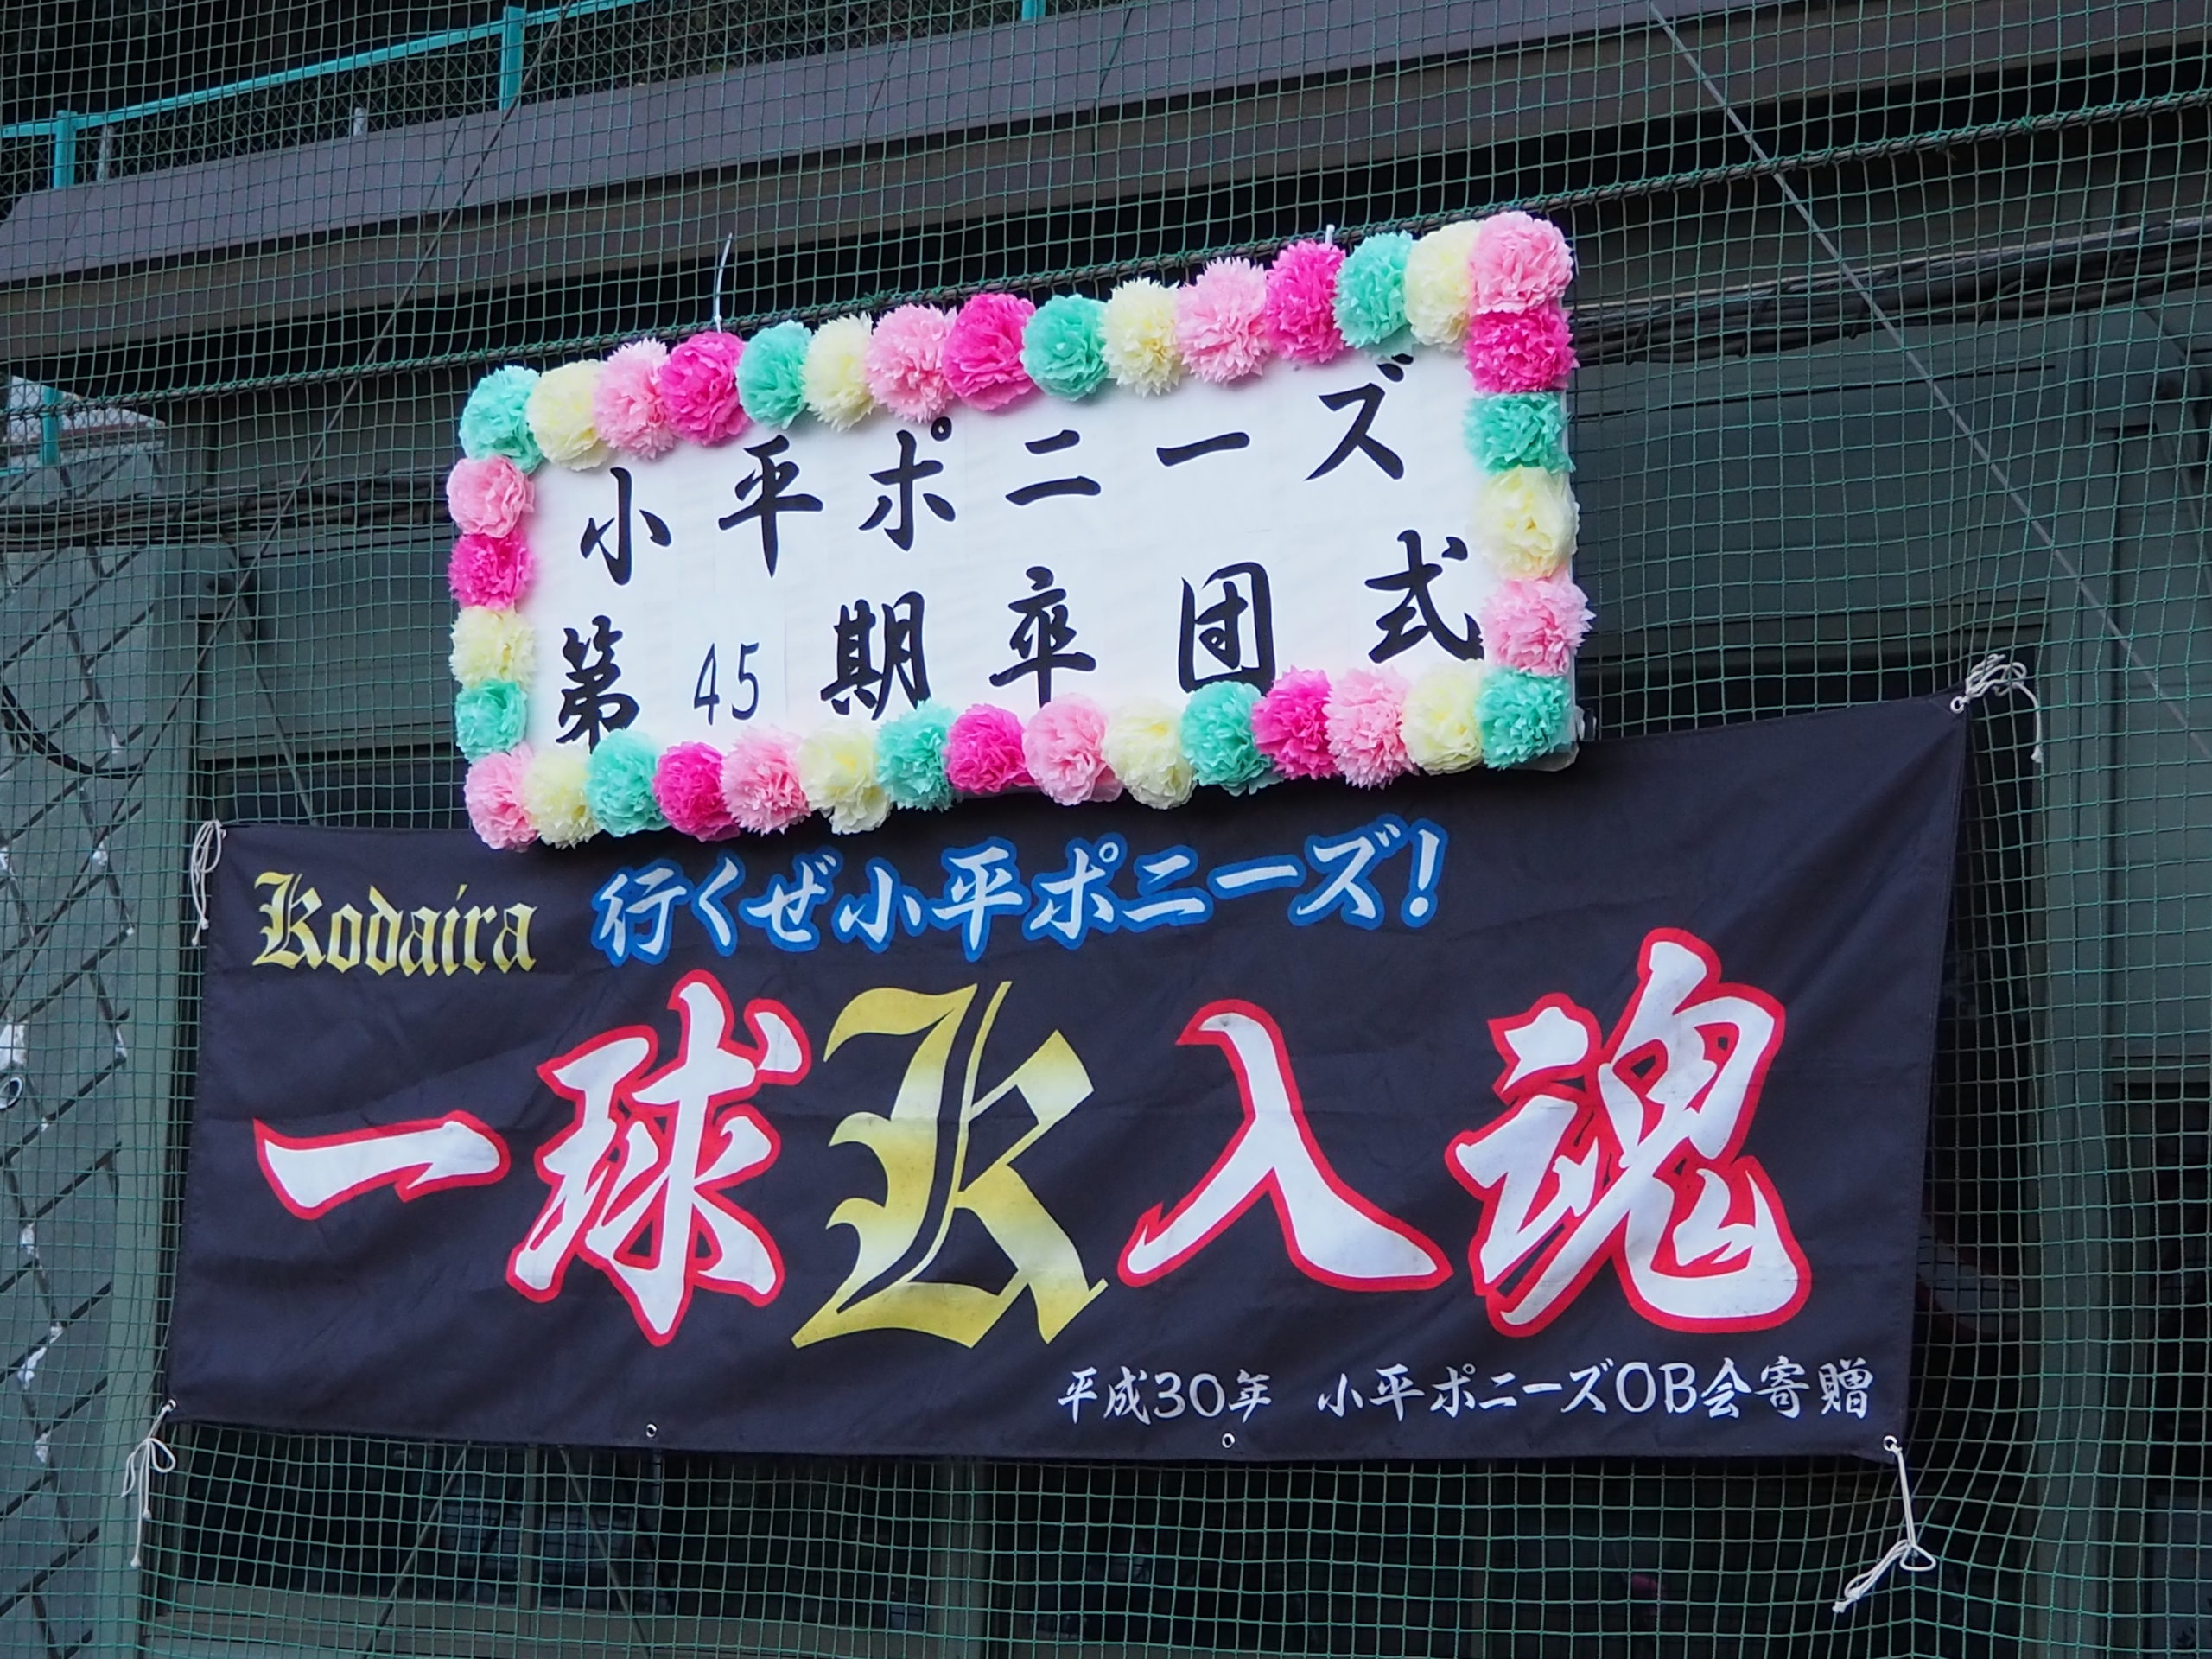 小平ポニーズ
第45期卒団式
Kodaira 行くぜ小平ポニーズ!
一球K入魂
平成30年 小平ポニーズOB会寄贈